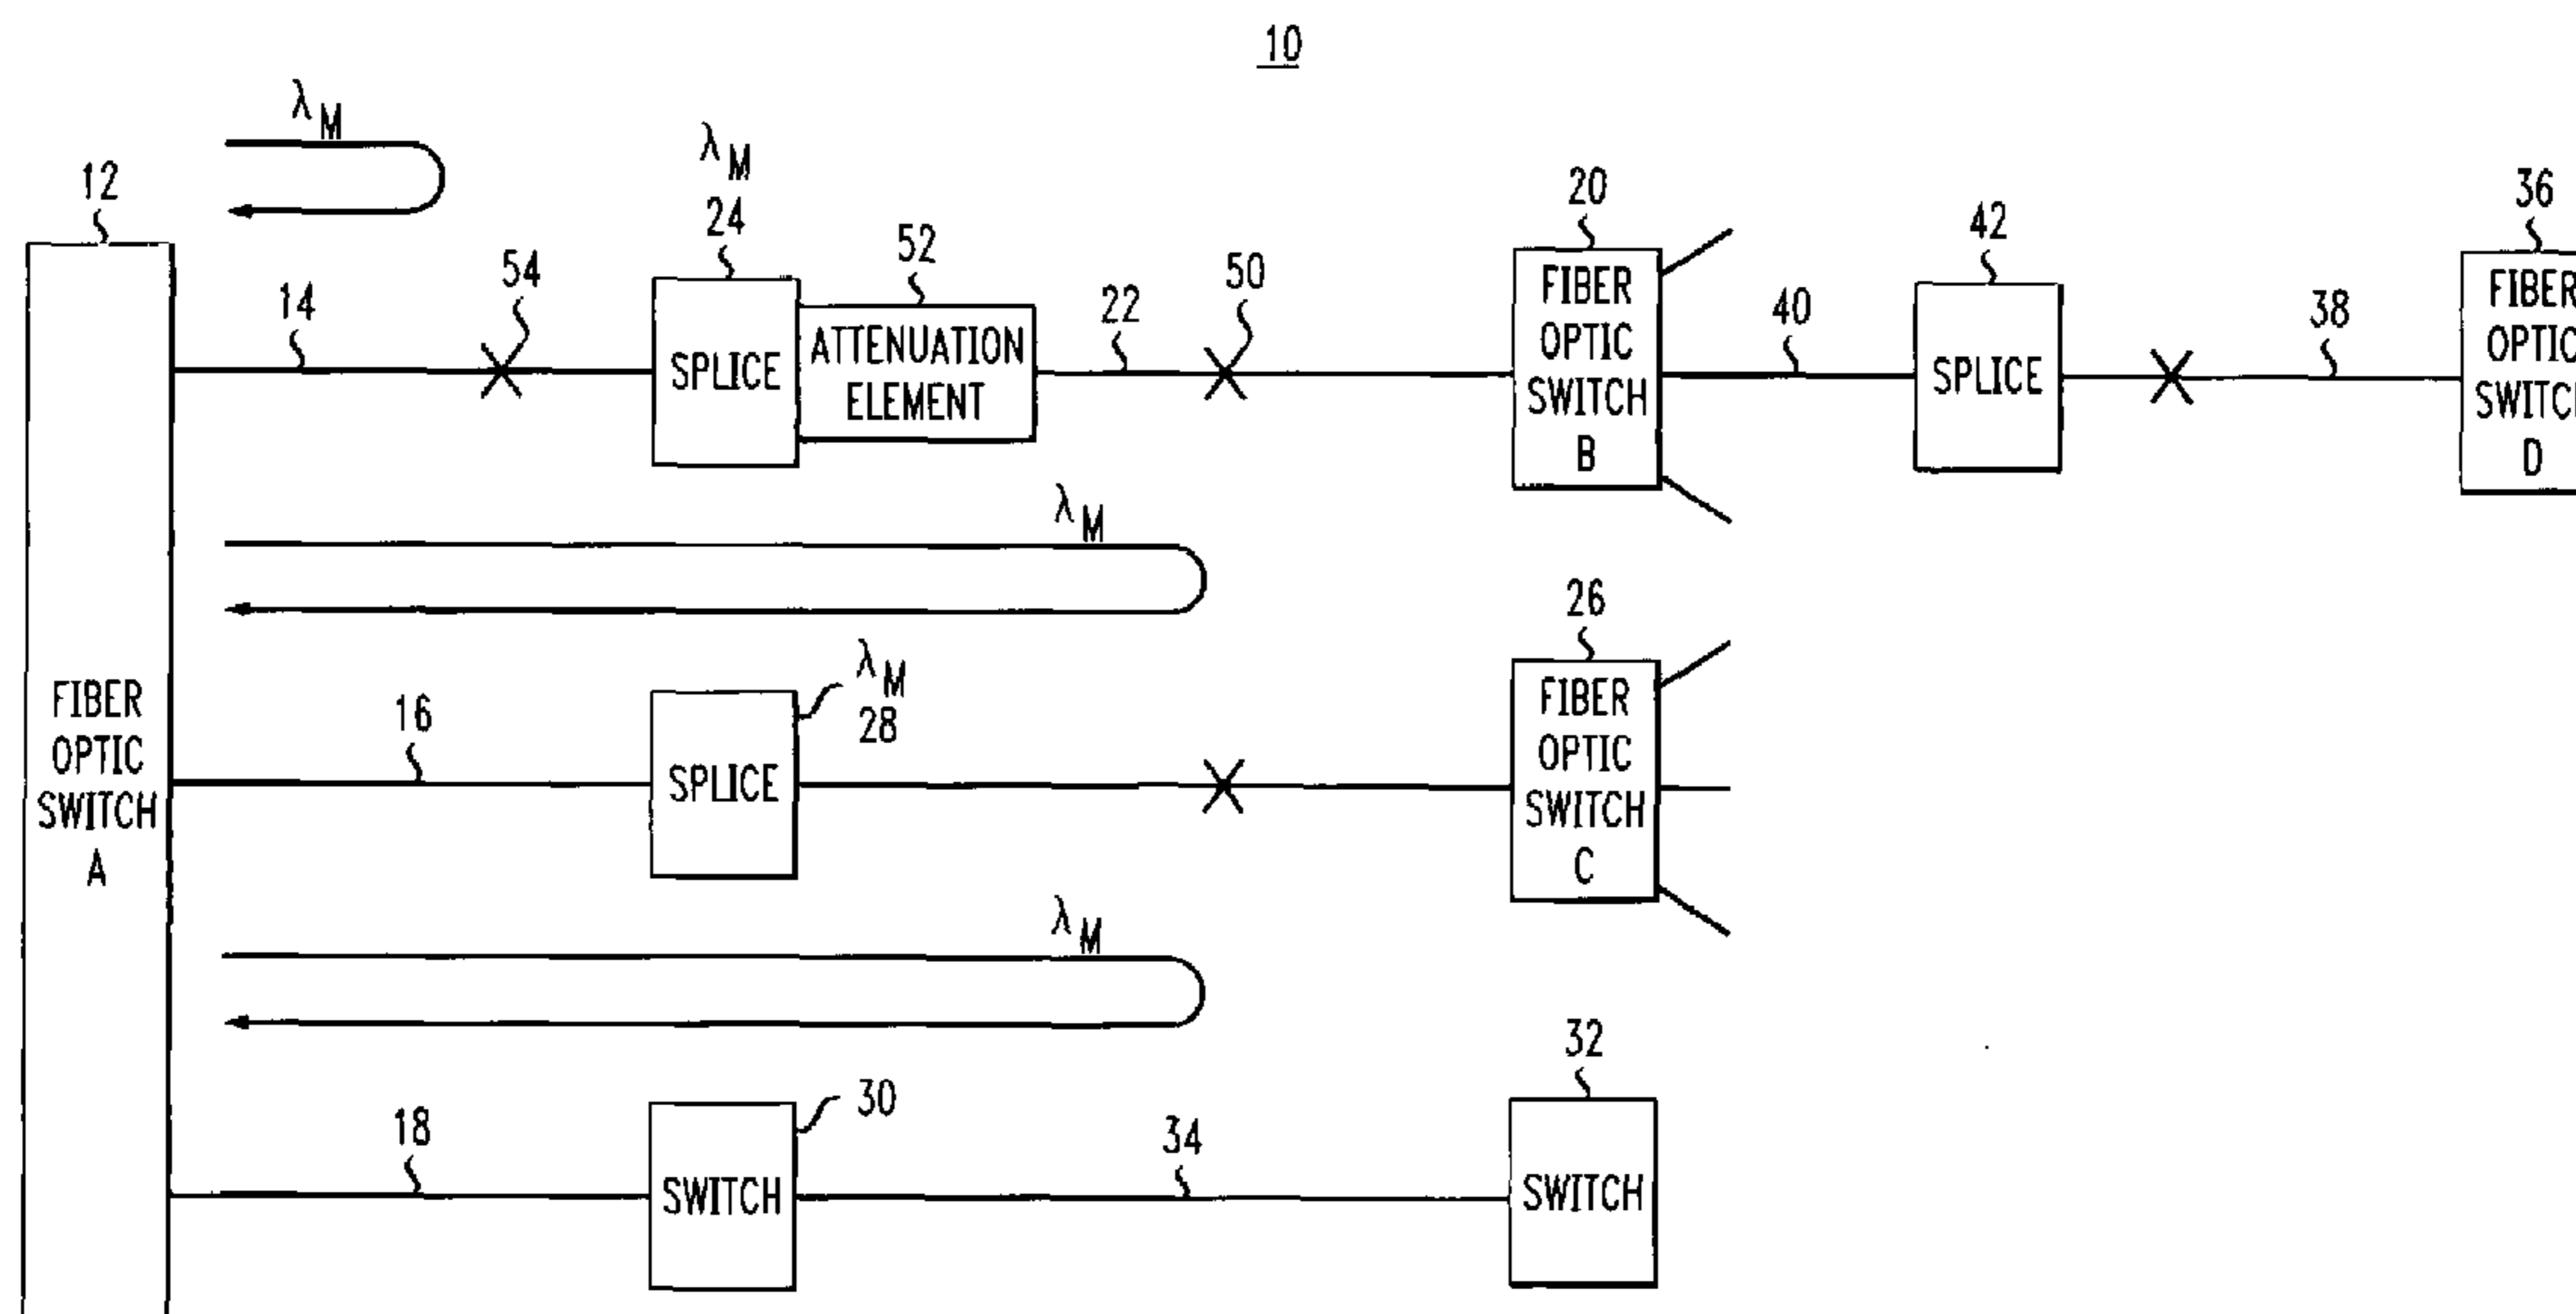 10
λM
λM
12
24
52
54
14
22
50
20
40
42
38
36
SPLICE
ATTENUATION
ELEMENT
FIBER
OPTIC
SWITCH
B
SPLICE
FIBER
OPTIC
SWITCH
D
λM
26
λM
28
16
FIBER
OPTIC
SWITCH
A
SPLICE
FIBER
OPTIC
SWITCH
C
λM
32
30
18
34
SWITCH
SWITCH